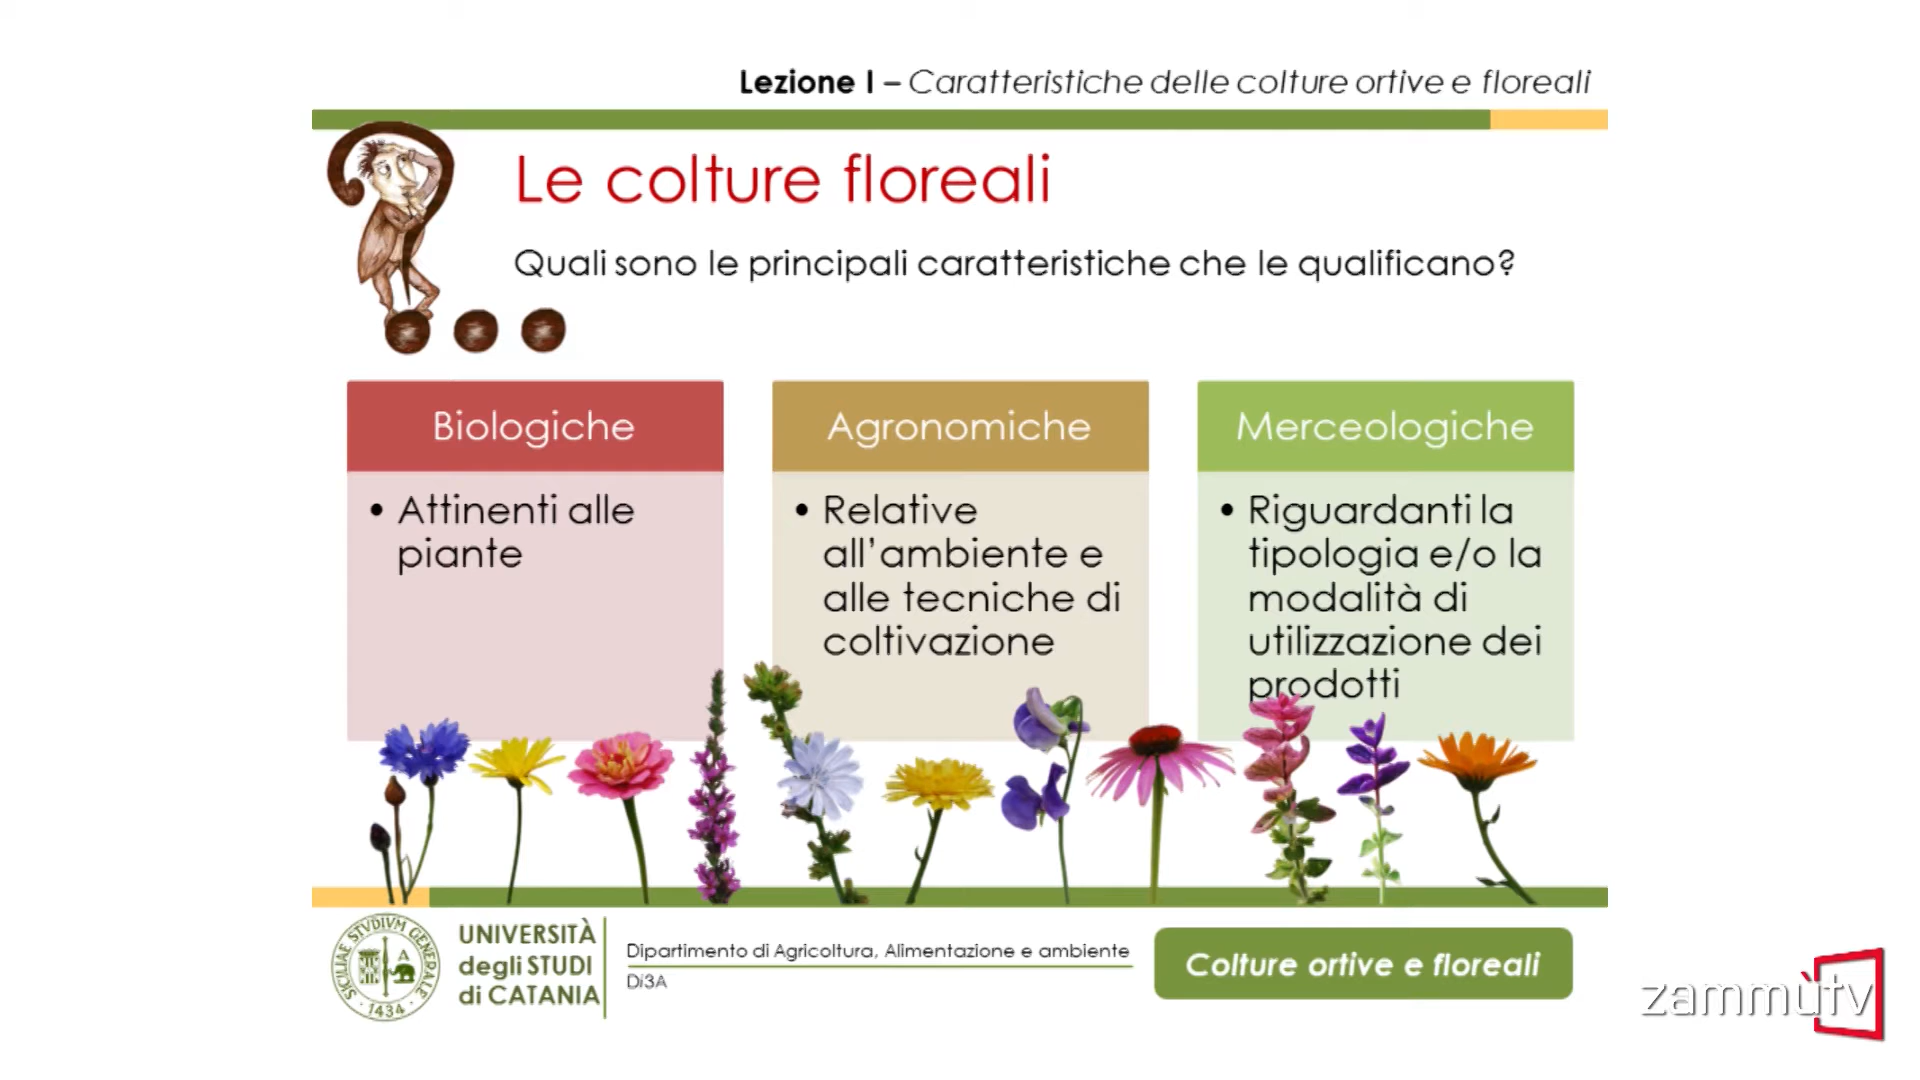 Lezione I – Caratteristiche delle colture ortive e floreali
Le colture floreali
Quali sono le principali caratteristiche che le qualificano?
Biologiche
• Attinenti alle
piante
Agronomiche
• Relative
all’ambiente e
alle tecniche di
coltivazione
Merceologiche
• Riguardanti la
tipologia e/o la
modalità di
utilizzazione dei
prodotti
SICILIAE STVDIVM GENERALE
A
1434
UNIVERSITÀ
degli STUDI
di CATANIA
Dipartimento di Agricoltura, Alimentazione e ambiente
Di3A
Colture ortive e floreali
zammùtv